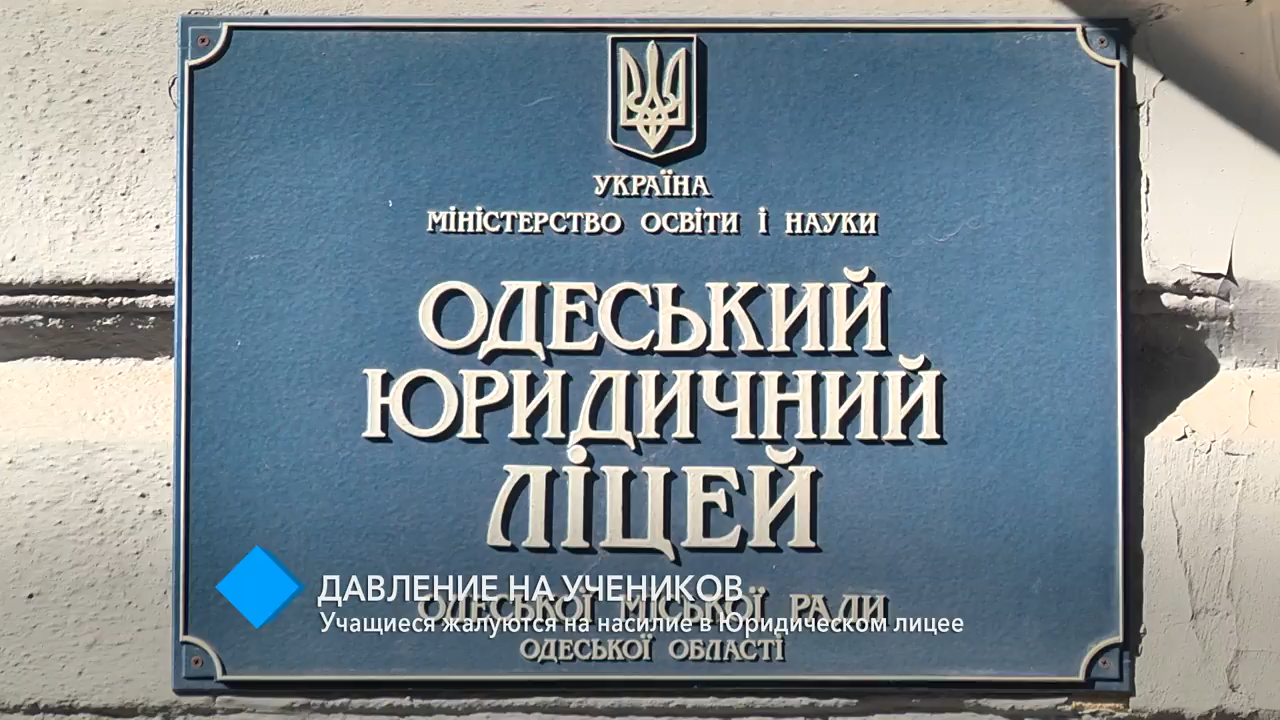 УКРАЇНА
МІНІСТЕРСТВО ОСВІТИ І НАУКИ
ОДЕСЬКИЙ
ЮРИДИЧНИЙ
ЛІЦЕЙ
ДАВЛЕНИЕ НА УЧЕНИКОВ
ОДЕСЬКОЇ МІСЬКОЇ РАДИ
Учащиеся жалуются на насилие в Юридическом лицее
ОДЕСЬКОЇ ОБЛАСТІ